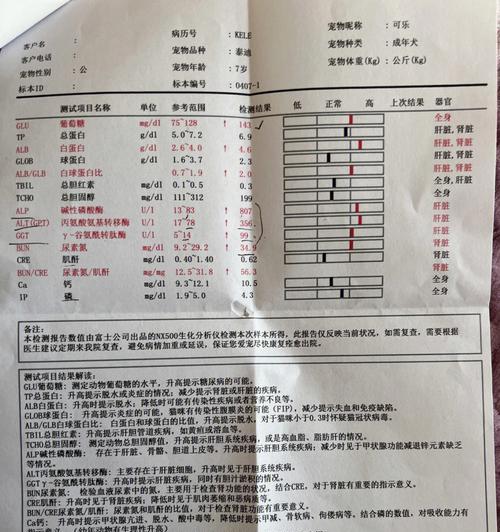 病历号 : KELE 宠物昵称 : 可乐
客户名 : 宠物品种 : 泰迪 宠物种类 : 成年犬
客户电话 : 宠物年龄 : 7岁 宠物体重(Kg) : 公斤(Kg)
宠物性别 : 公 标本编号 : 0407-1
标本ID :
测试项目名称 单位 参考范围 检测结果 低 正常 高 上次结果 器官
GLU 葡萄糖 mg/dl 75~128 ↑ 143 全身
TP 总蛋白 g/dl 5.0~7.2 6.9 肝脏, 肾脏
ALB 白蛋白 g/dl 2.6~4.0 ↑ 4.6 肝脏, 肾脏
GLOB 球蛋白 g/dl 1.6~3.7 2.3 肝脏, 肾脏
ALB/GLB 白球蛋白比 0.7~1.9 ↑ 2.0 肝脏, 肾脏
TBIL 总胆红素 mg/dl 0.1~0.5 0.3 全身, 肝脏
TCHO 总胆固醇 mg/dl 111~312 199 全身
ALP 碱性磷酸酶 U/l 13~83 ↑ 807 肝脏
ALT(GPT) 丙氨酸氨基转移酶 U/l 17~78 ↑ 356 肝脏
GGT γ-谷氨酰转肽酶 U/l 5~14 ↑ 99 肝脏
BUN 尿素氮 mg/dl 9.2~29.2 ↑ 34.9 肾脏
CRE 肌酐 mg/dl 0.40~1.40 0.62 肾脏
BUN/CRE 尿素氮/肌酐 mg/dl 12.5~31.8 ↑ 56.3 肾脏
Ca 钙 mg/dl 9.3~12.1 10.5 全身
IP 磷 mg/dl 1.9~5.0 4.3 全身
备注:
本检测报告数值由富士公司出品的NX500生化分析仪检测本次样本所得, 此报告仅反映当前状况, 如需复查, 需要根据
医生建议定期来我院复查, 避免病情加重或延误, 保证您爱宠尽快康复痊愈出院.
测试项目结果解读:
GLU葡萄糖: 测定动物葡萄糖的水平, 升高提示糖尿病的可能.
TP总蛋白: 升高提示脱水或炎症的情况; 减少提示肾脏或肝脏的疾病.
ALB白蛋白: 升高时提示脱水; 降低时可能有传染性疾病或者营养不良等.
GLOB球蛋白: 升高提示炎症的可能, 猫咪有传染性腹膜炎的可能 (FIP), 减少提示失血和免疫缺陷.
ALB/GLB白球蛋白比: 白蛋白和球蛋白的比值, 升高提示脱水, 对于猫咪小于0.3时怀疑猫冠状病毒.
TBIL总胆红素: 升高提示肝胆管道疾病, 如黄疸或溶血等.
TCHO总胆固醇: 测定动物总胆固醇值, 升高提示肝胆系统疾病, 或是高血脂、脂肪肝的情况.
ALP碱性磷酸酶: 存在于肝脏、骨骼、胆道上皮等. 升高时提示肝胆系统疾病; 减少时见于甲状腺功能减退锌元素缺乏
等情况.
ALT丙氨酸氨基转移酶: 主要存在于肝脏细胞, 升高时见于肝脏系统疾病.
GGTγ-谷氨酰转肽酶: 升高时提示肝脏疾病, 同时有胆汁淤积的情况.
BUN尿素氮: 检验血液尿素中的氮, 主要用于检查肾功能的状况, 结合CRE, 对于肾脏有重要的指示意义.
CRE肌酐: 升高时见于肾脏疾病; 降低时见于肌肉萎缩和恶病重等.
BUN/CRE尿素氮/肌酐: 尿素氮和肌酐的比值, 对于检查肾脏功能有重要意义.
Ca钙: 升高时提示甲状腺亢进、脱水、酸中毒等, 降低时提示甲减、骨软病、佝偻病等. 结合磷的数值, 对吸收能力有